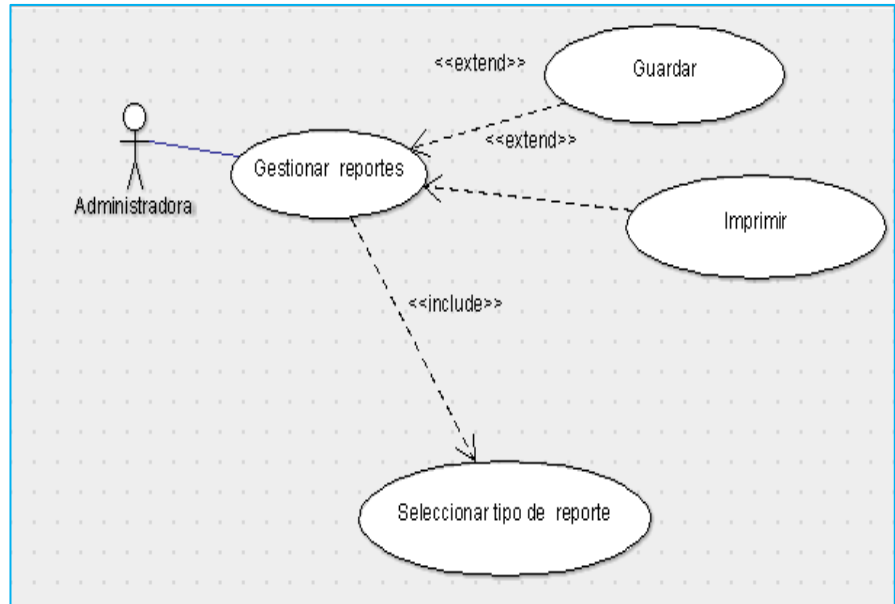 <<extend>>
Guardar
<<extend>>
Gestionar reportes
Administradora
Imprimir
<<include>>
Seleccionar tipo de reporte